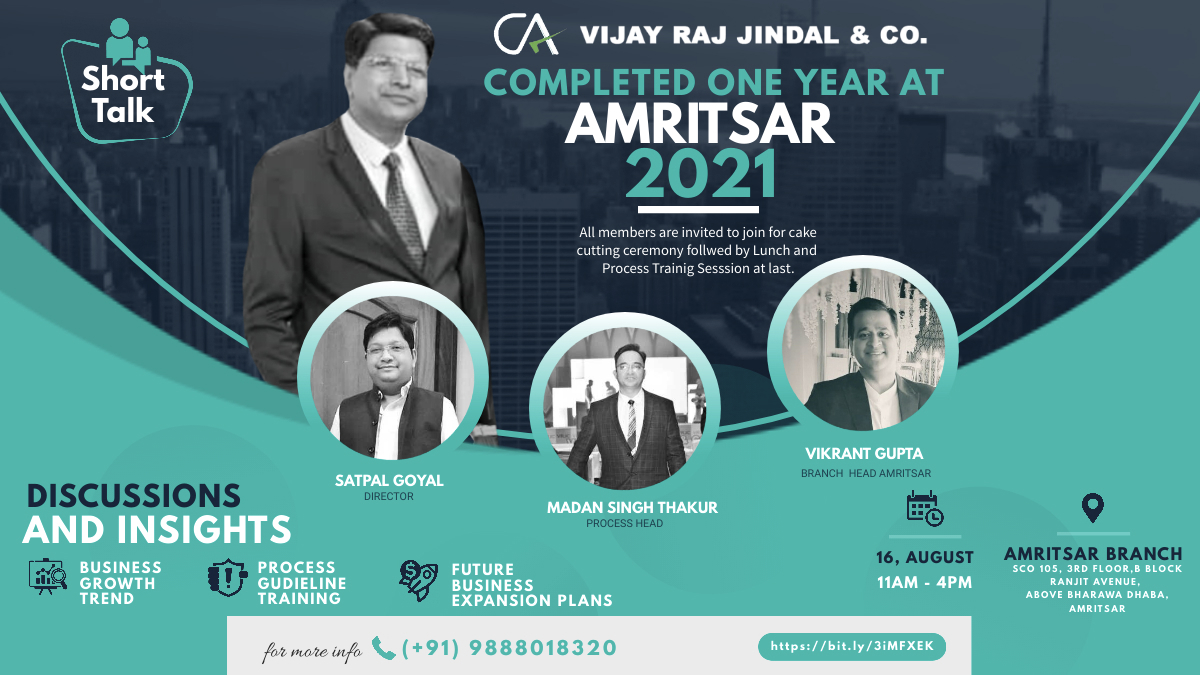 Short
Talk
CA VIJAY RAJ JINDAL & CO.
COMPLETED ONE YEAR AT
AMRITSAR
2021
All members are invited to join for cake
cutting ceremony follwed by Lunch and
Process Trainig Sesssion at last.
SATPAL GOYAL
DIRECTOR
MADAN SINGH THAKUR
PROCESS HEAD
VIKRANT GUPTA
BRANCH HEAD AMRITSAR
DISCUSSIONS
AND INSIGHTS
BUSINESS
GROWTH
TREND
PROCESS
GUDIELINE
TRAINING
FUTURE
BUSINESS
EXPANSION PLANS
16, AUGUST
11AM - 4PM
AMRITSAR BRANCH
SCO 105, 3RD FLOOR,B BLOCK
RANJIT AVENUE,
ABOVE BHARAWA DHABA,
AMRITSAR
for more info (+91) 9888018320
https://bit.ly/3iMFXEK